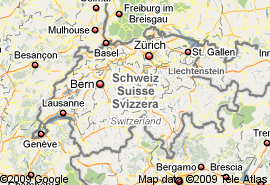 Freiburg im
Breisgau
Mulhouse
Basel
Zürich
Besançon
St. Gallen
Schweiz
Suisse
Svizzera
Switzerland
Liechtenstein
Bern
Lausanne
Genève
Tren
Bergamo
Brescia
©2009 Google
Map data ©2009 Tele Atlas